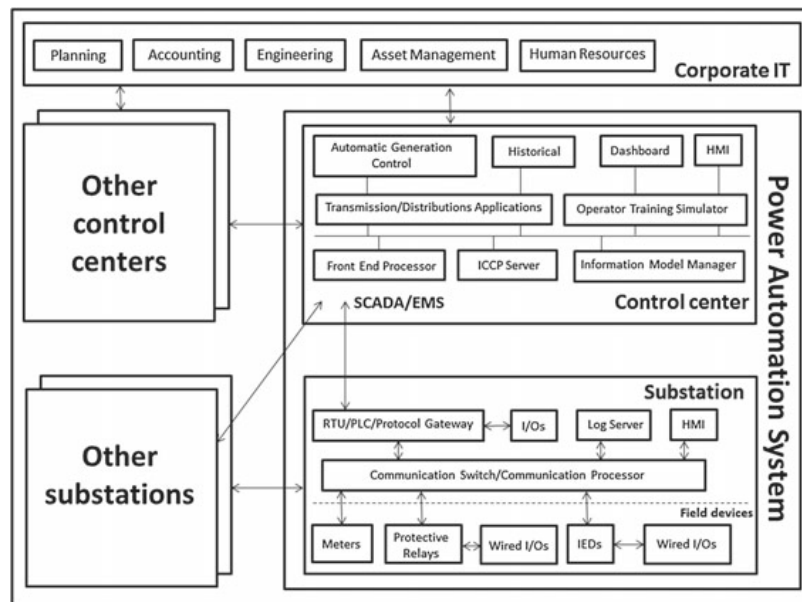 Planning
Accounting
Engineering
Asset Management
Human Resources
Corporate IT
Other
control
centers
Automatic Generation
Control
Historical
Dashboard
HMI
Transmission/Distributions Applications
Operator Training Simulator
Front End Processor
ICCP Server
Information Model Manager
SCADA/EMS
Control center
Power Automation System
Other
substations
Substation
RTU/PLC/Protocol Gateway
I/Os
Log Server
HMI
Communication Switch/Communication Processor
Field devices
Meters
Protective
Relays
Wired I/Os
IEDs
Wired I/Os